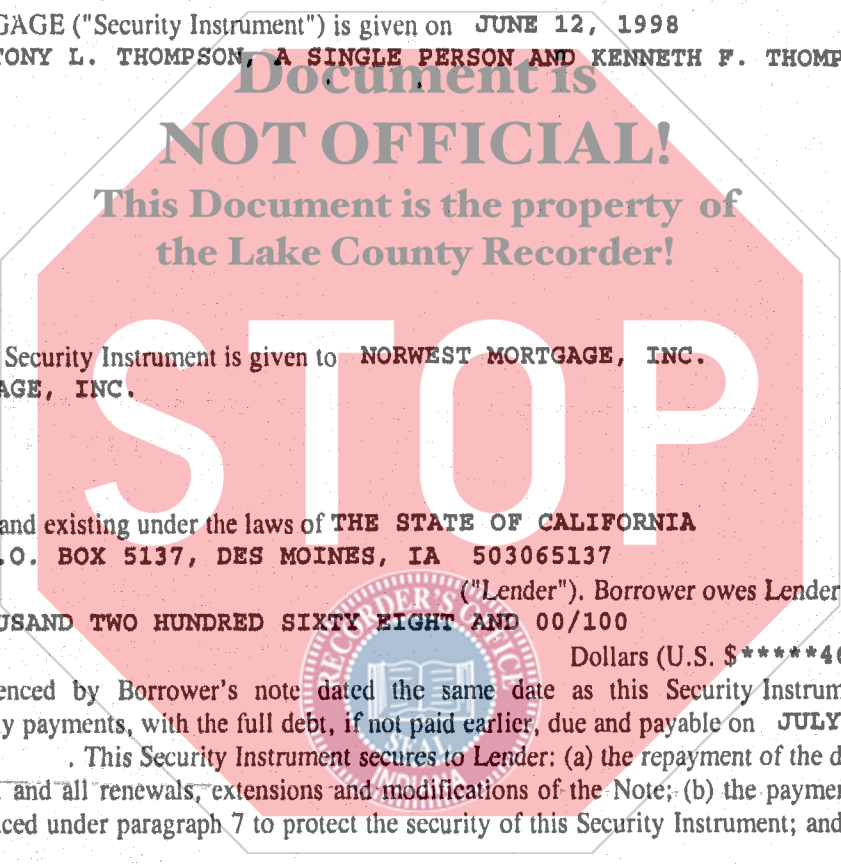 GAGE ("Security Instrument") is given on JUNE 12, 1998
TONY L. THOMPSON, A SINGLE PERSON AND KENNETH F. THOMP
Document is
NOT OFFICIAL!
This Document is the property of
the Lake County Recorder!
STOP
Security Instrument is given to NORWEST MORTGAGE, INC.
AGE, INC.
and existing under the laws of THE STATE OF CALIFORNIA
.O. BOX 5137, DES MOINES, IA 503065137
("Lender"). Borrower owes Lender
USAND TWO HUNDRED SIXTY EIGHT AND 00/100
Dollars (U.S. $*****4
enced by Borrower's note dated the same date as this Security Instrum
y payments, with the full debt, if not paid earlier, due and payable on JULY
. This Security Instrument secures to Lender: (a) the repayment of the d
and all renewals, extensions and modifications of the Note; (b) the paymen
ced under paragraph 7 to protect the security of this Security Instrument; and
RECORDER'S OFFICE
SEAL
INDIANA